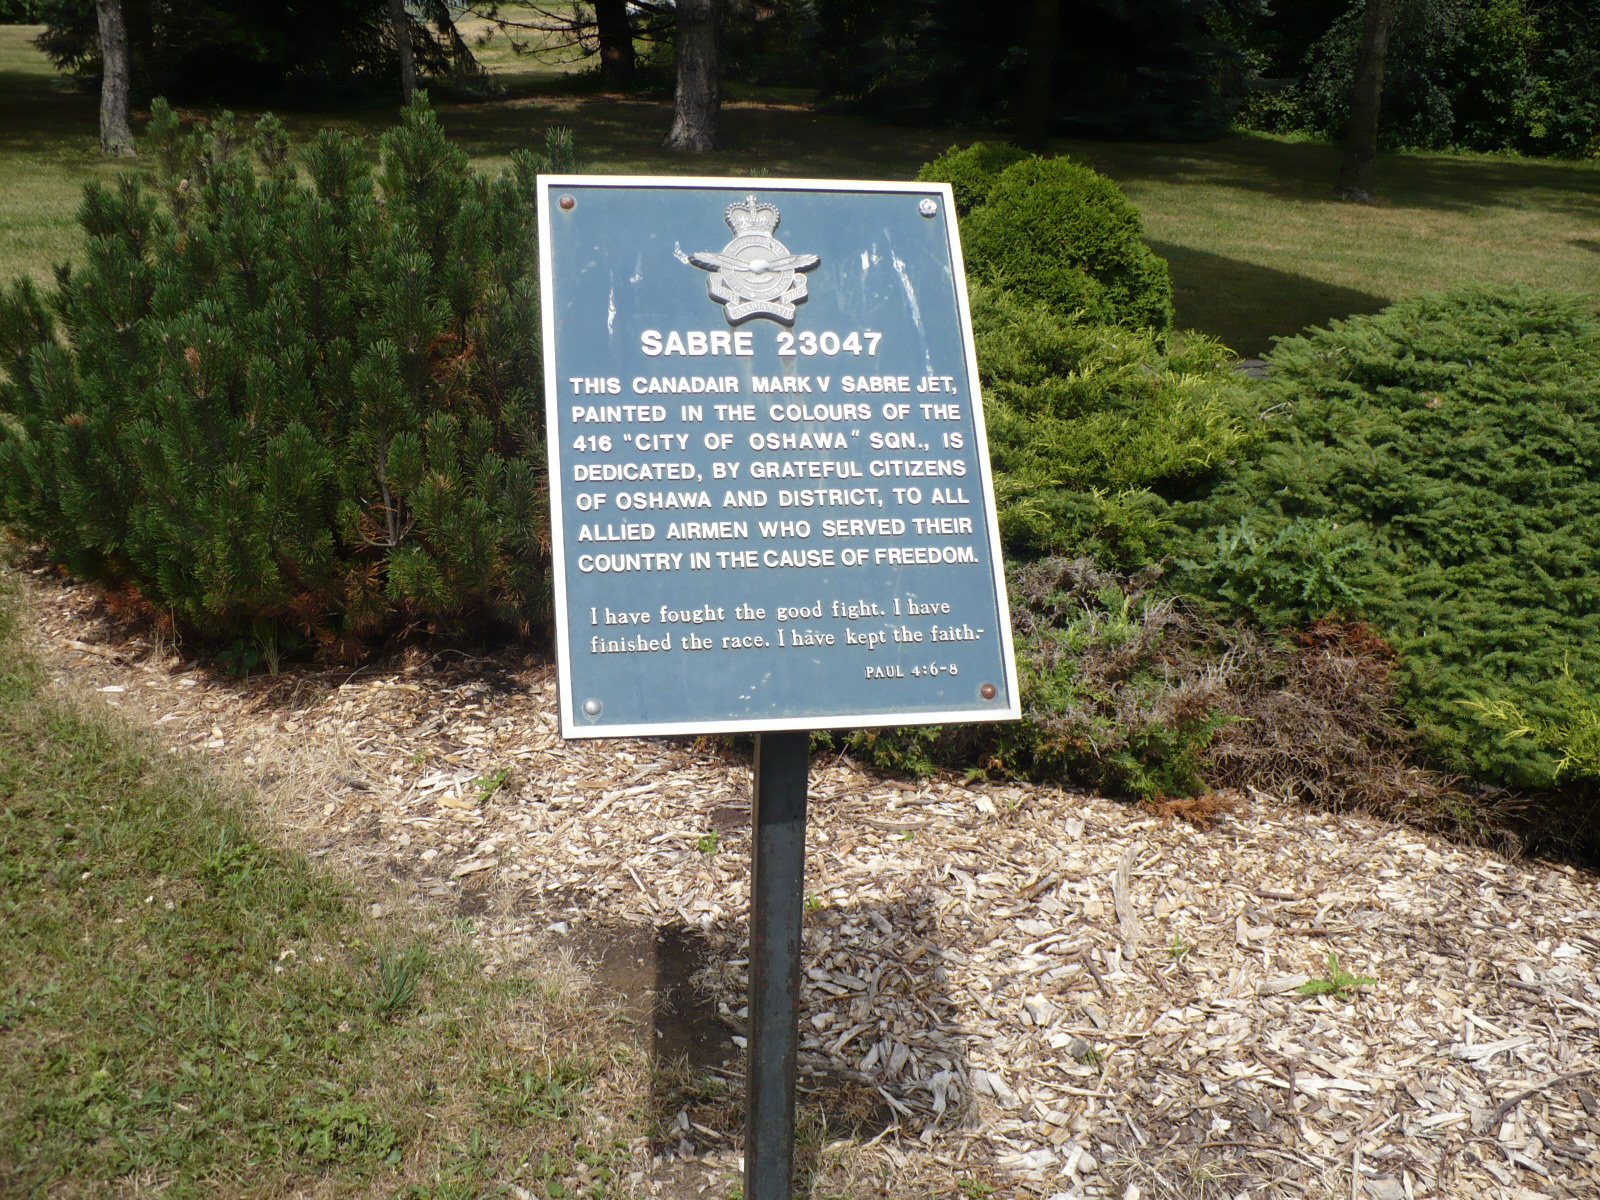 SABRE 23047
THIS CANADAIR MARK V SABRE JET,
PAINTED IN THE COLOURS OF THE
416 "CITY OF OSHAWA" SQN., IS
DEDICATED, BY GRATEFUL CITIZENS
OF OSHAWA AND DISTRICT, TO ALL
ALLIED AIRMEN WHO SERVED THEIR
COUNTRY IN THE CAUSE OF FREEDOM.
I have fought the good fight. I have
finished the race. I have kept the faith.
PAUL 4:6-8